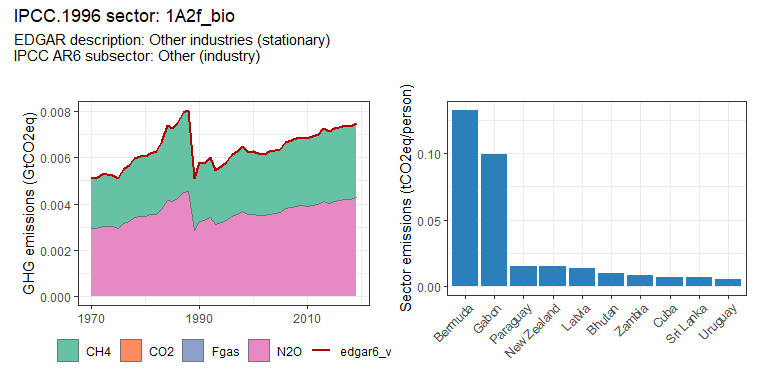 IPCC.1996 sector: 1A2f_bio
EDGAR description: Other industries (stationary)
IPCC AR6 subsector: Other (industry)
GHG emissions (GtCO2eq)
0.008
0.006
0.004
0.002
0.000
1970
1990
2010
CH4
CO2
Fgas
N2O
edgar6_v
Sector emissions (tCO2eq/person)
0.10
0.05
0.00
Bermuda
Gabon
Paraguay
New Zealand
Latvia
Bhutan
Zambia
Cuba
Sri Lanka
Uruguay